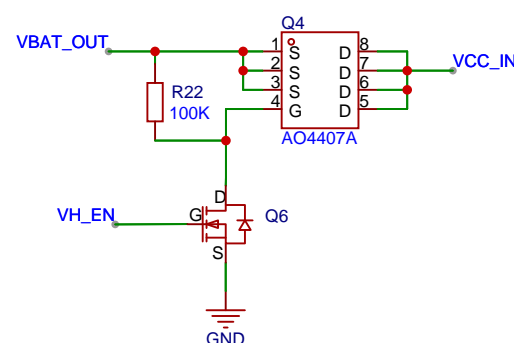 Q4
VBAT_OUT
1 S D 8
2 S D 7
3 S D 6
4 G D 5
VCC_IN
R22
100K
AO4407A
D
VH_EN
G
Q6
S
GND